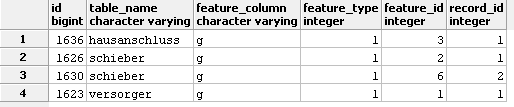 id bigint table_name character varying feature_column character varying feature_type integer feature_id integer record_id integer
1 1636 hausanschluss g 1 3 1
2 1626 schieber g 1 2 1
3 1630 schieber g 1 6 2
4 1623 versorger g 1 1 1